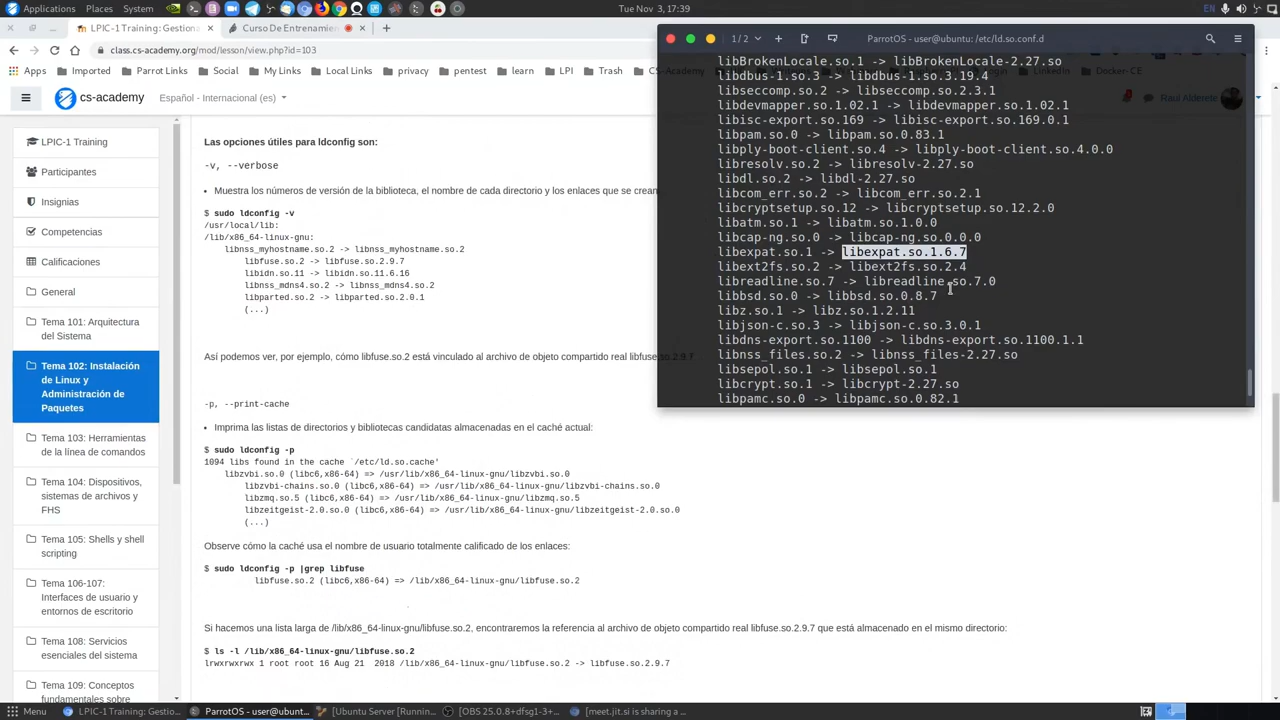 Applications
Places
System
Tue Nov 3, 17:39
EN
LPIC-1 Training: Gestiona
Curso De Entrenamie
class.cs-academy.org/mod/lesson/view.php?id=103
Imported
Parrot Links
Social
My Links
Local Links
privacy
pentest
learn
LPI
Trash
CS-Academy
LinkedIn
Docker-CE
cs-academy
Español - Internacional (es)
Raul Alderete
LPIC-1 Training
Participantes
Insignias
Competencias
Calificaciones
General
Tema 101: Arquitectura
del Sistema
Tema 102: Instalación
de Linux y
Administración de
Paquetes
Tema 103: Herramientas
de la línea de comandos
Tema 104: Dispositivos,
sistemas de archivos y
FHS
Tema 105: Shells y shell
scripting
Tema 106-107:
Interfaces de usuario y
entornos de escritorio
Tema 108: Servicios
esenciales del sistema
Tema 109: Conceptos
fundamentales sobre
Las opciones útiles para ldconfig son:
-v, --verbose
• Muestra los números de versión de la biblioteca, el nombre de cada directorio y los enlaces que se crean
$ sudo ldconfig -v
/usr/local/lib:
/lib/x86_64-linux-gnu:
libnss_myhostname.so.2 -> libnss_myhostname.so.2
libfuse.so.2 -> libfuse.so.2.9.7
libidn.so.11 -> libidn.so.11.6.16
libnss_mdns4.so.2 -> libnss_mdns4.so.2
libparted.so.2 -> libparted.so.2.0.1
(...)
Así podemos ver, por ejemplo, cómo libfuse.so.2 está vinculado al archivo de objeto compartido real libfuse.so.2.9.7.
-p, --print-cache
• Imprima las listas de directorios y bibliotecas candidatas almacenadas en el caché actual:
$ sudo ldconfig -p
1094 libs found in the cache `/etc/ld.so.cache'
libzvbi.so.0 (libc6,x86-64) => /usr/lib/x86_64-linux-gnu/libzvbi.so.0
libzvbi-chains.so.0 (libc6,x86-64) => /usr/lib/x86_64-linux-gnu/libzvbi-chains.so.0
libzmq.so.5 (libc6,x86-64) => /usr/lib/x86_64-linux-gnu/libzmq.so.5
libzeitgeist-2.0.so.0 (libc6,x86-64) => /usr/lib/x86_64-linux-gnu/libzeitgeist-2.0.so.0
(...)
Observe cómo la caché usa el nombre de usuario totalmente calificado de los enlaces:
$ sudo ldconfig -p |grep libfuse
libfuse.so.2 (libc6,x86-64) => /lib/x86_64-linux-gnu/libfuse.so.2
Si hacemos una lista larga de /lib/x86_64-linux-gnu/libfuse.so.2, encontraremos la referencia al archivo de objeto compartido real libfuse.so.2.9.7 que está almacenado en el mismo directorio:
$ ls -l /lib/x86_64-linux-gnu/libfuse.so.2
lrwxrwxrwx 1 root root 16 Aug 21 2018 /lib/x86_64-linux-gnu/libfuse.so.2 -> libfuse.so.2.9.7
1/2
ParrotOS - user@ubuntu: /etc/ld.so.conf.d
libBrokenLocale.so.1 -> libBrokenLocale-2.27.so
libdbus-1.so.3 -> libdbus-1.so.3.19.4
libseccomp.so.2 -> libseccomp.so.2.3.1
libdevmapper.so.1.02.1 -> libdevmapper.so.1.02.1
libisc-export.so.169 -> libisc-export.so.169.0.1
libpam.so.0 -> libpam.so.0.83.1
libply-boot-client.so.4 -> libply-boot-client.so.4.0.0
libresolv.so.2 -> libresolv-2.27.so
libdl.so.2 -> libdl-2.27.so
libcom_err.so.2 -> libcom_err.so.2.1
libcryptsetup.so.12 -> libcryptsetup.so.12.2.0
libatm.so.1 -> libatm.so.1.0.0
libcap-ng.so.0 -> libcap-ng.so.0.0.0
libexpat.so.1 -> libexpat.so.1.6.7
libext2fs.so.2 -> libext2fs.so.2.4
libreadline.so.7 -> libreadline.so.7.0
libbsd.so.0 -> libbsd.so.0.8.7
libz.so.1 -> libz.so.1.2.11
libjson-c.so.3 -> libjson-c.so.3.0.1
libdns-export.so.1100 -> libdns-export.so.1100.1.1
libnss_files.so.2 -> libnss_files-2.27.so
libsepol.so.1 -> libsepol.so.1
libcrypt.so.1 -> libcrypt-2.27.so
libpamc.so.0 -> libpamc.so.0.82.1
Menu
LPIC-1 Training: Gestio...
ParrotOS - user@ubunt...
[Ubuntu Server [Runnin...
[OBS 25.0.8+dfsg1-3+...
[meet.jit.si is sharing a ...